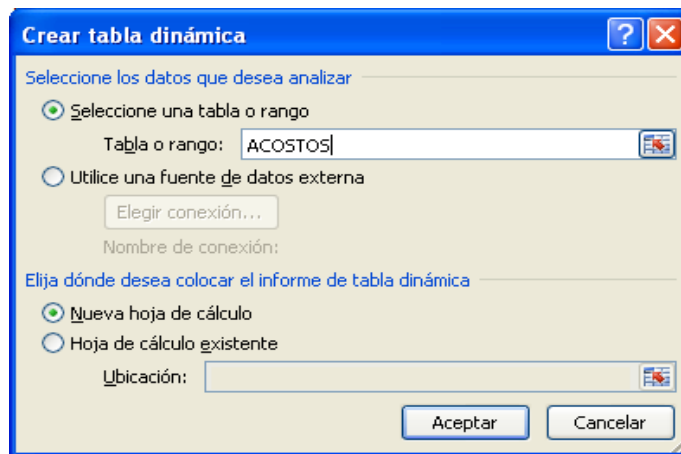 Crear tabla dinámica
Seleccione los datos que desea analizar
Seleccione una tabla o rango
Tabla o rango: ACOSTOS
Utilice una fuente de datos externa
Elegir conexión...
Nombre de conexión:
Elija dónde desea colocar el informe de tabla dinámica
Nueva hoja de cálculo
Hoja de cálculo existente
Ubicación:
Aceptar Cancelar